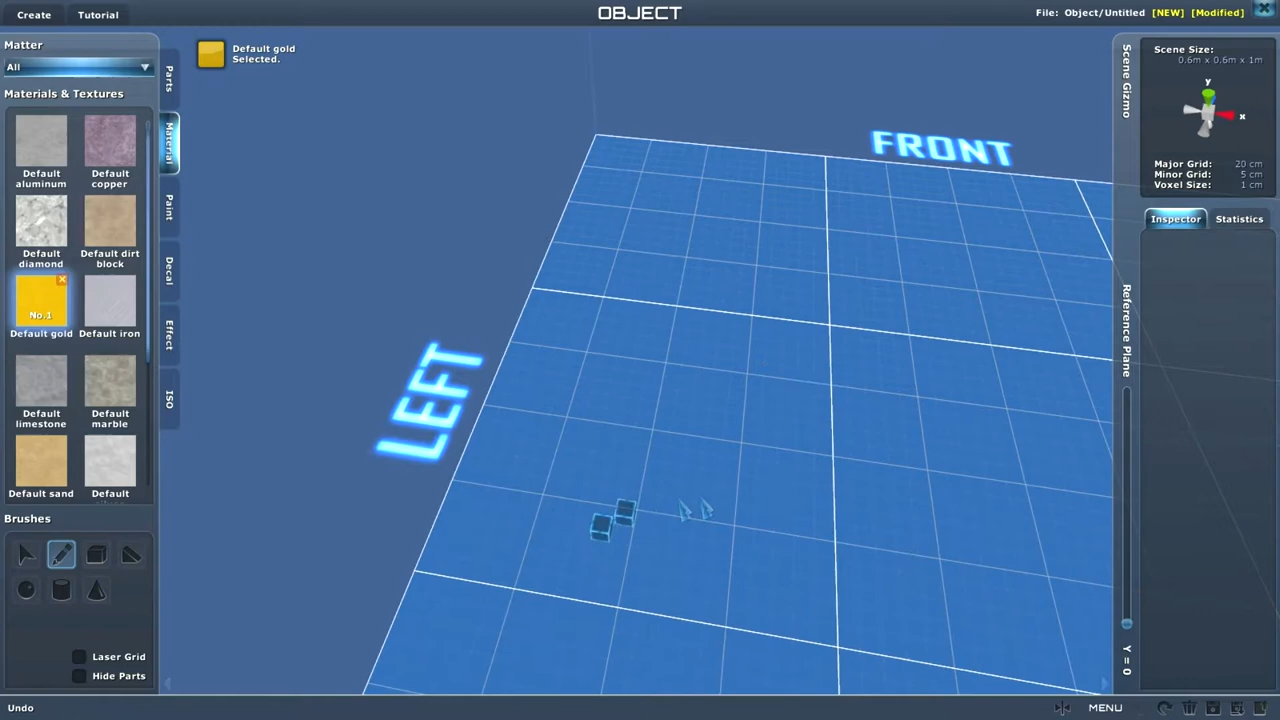 Create
Tutorial
OBJECT
File: Object/Untitled [NEW] [Modified]
Matter
All
Materials & Textures
Default aluminum
Default copper
Default diamond
Default dirt block
No.1
Default gold
Default iron
Default limestone
Default marble
Default sand
Default
Brushes
Laser Grid
Hide Parts
Undo
Parts
Material
Paint
Decal
Effect
ISO
Default gold
Selected.
FRONT
LEFT
Scene Gizmo
Scene Size:
0.6m x 0.6m x 1m
y
x
Major Grid: 20 cm
Minor Grid: 5 cm
Voxel Size: 1 cm
Inspector
Statistics
Reference Plane
Y = 0
MENU